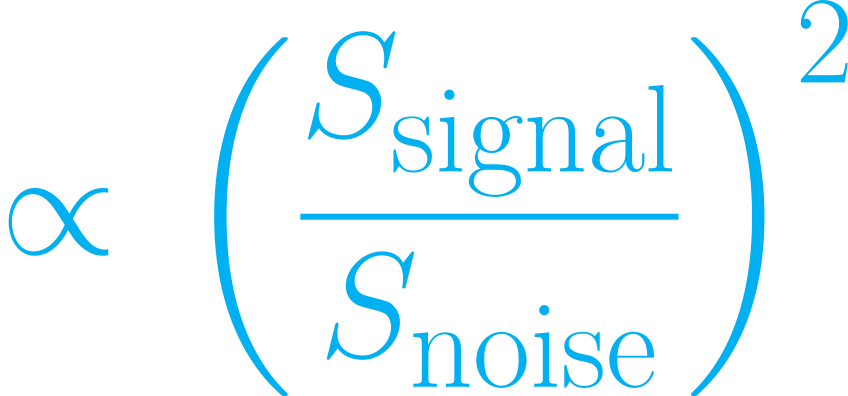 ∝ (S_signal / S_noise)^2